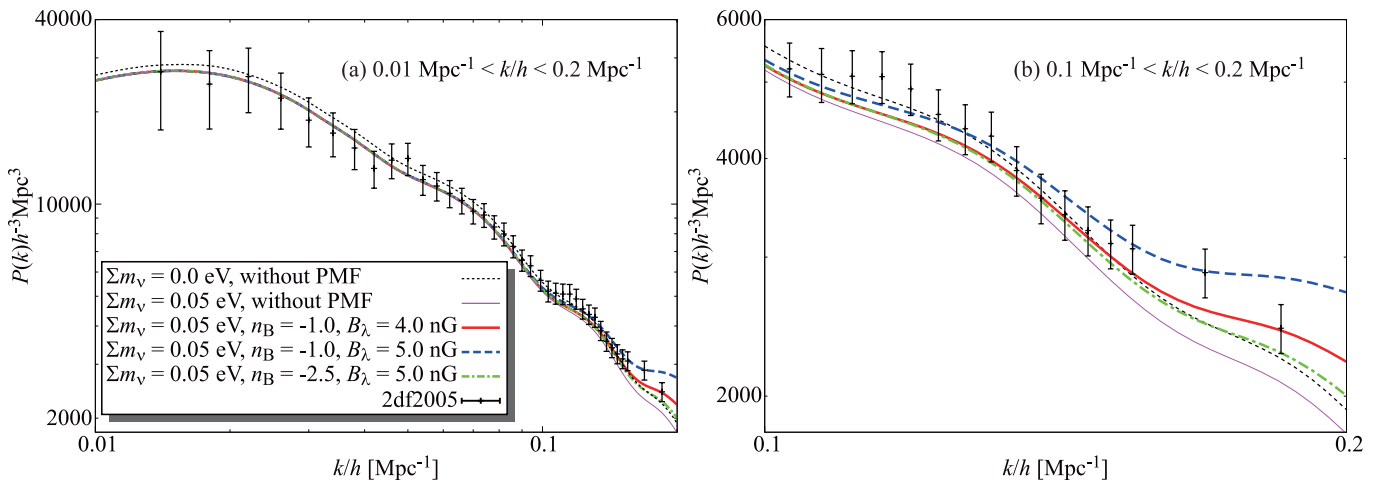 40000
10000
2000
P(k)h⁻³Mpc³
(a) 0.01 Mpc⁻¹ < k/h < 0.2 Mpc⁻¹
Σmν = 0.0 eV, without PMF
Σmν = 0.05 eV, without PMF
Σmν = 0.05 eV, nB = -1.0, Bλ = 4.0 nG
Σmν = 0.05 eV, nB = -1.0, Bλ = 5.0 nG
Σmν = 0.05 eV, nB = -2.5, Bλ = 5.0 nG
2df2005
0.01
0.1
k/h [Mpc⁻¹]
6000
4000
2000
P(k)h⁻³Mpc³
(b) 0.1 Mpc⁻¹ < k/h < 0.2 Mpc⁻¹
0.1
0.2
k/h [Mpc⁻¹]